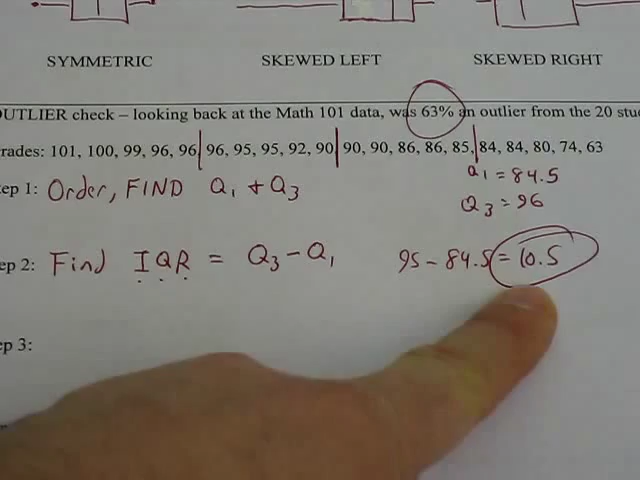 SYMMETRIC SKEWED LEFT SKEWED RIGHT
OUTLIER check – looking back at the Math 101 data, was 63% an outlier from the 20 stu
rades: 101, 100, 99, 96, 96 96, 95, 95, 92, 90 90, 90, 86, 86, 85, 84, 84, 80, 74, 63
tep 1: Order, FIND Q1 + Q3
Q1 = 84.5
Q3 = 96
ep 2: Find IQR = Q3 – Q1 95 – 84.5 = 10.5
ep 3: